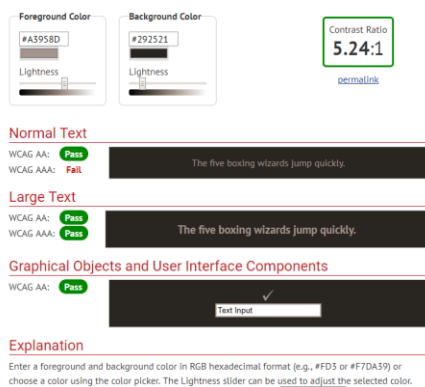 Foreground Color
Background Color
#A3958D
#292521
Lightness
Lightness
Contrast Ratio
5.24:1
permalink
Normal Text
WCAG AA: Pass
WCAG AAA: Fail
The five boxing wizards jump quickly.
Large Text
WCAG AA: Pass
WCAG AAA: Pass
The five boxing wizards jump quickly.
Graphical Objects and User Interface Components
WCAG AA: Pass
Text Input
Explanation
Enter a foreground and background color in RGB hexadecimal format (e.g., #FD3 or #F7DA39) or
choose a color using the color picker. The Lightness slider can be used to adjust the selected color.